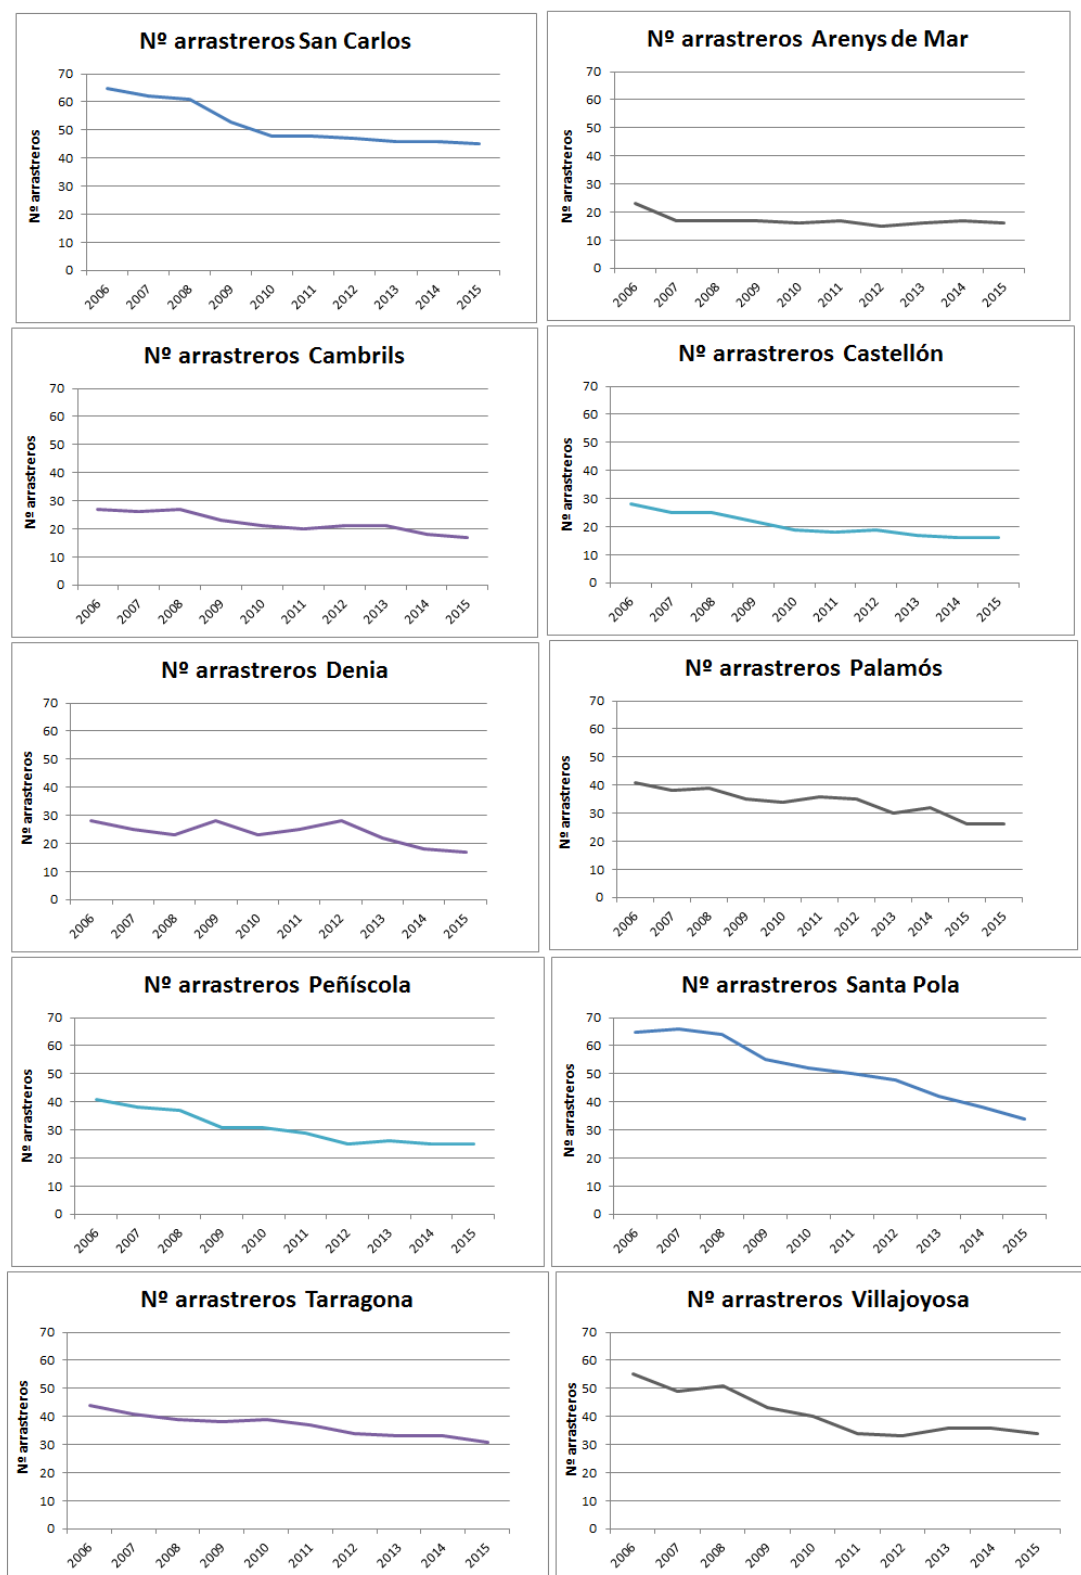 Nº arrastreros San Carlos
Nº arrastreros
70
60
50
40
30
20
10
0
2006 2007 2008 2009 2010 2011 2012 2013 2014 2015
Nº arrastreros Arenys de Mar
Nº arrastreros
70
60
50
40
30
20
10
0
2006 2007 2008 2009 2010 2011 2012 2013 2014 2015
Nº arrastreros Cambrils
Nº arrastreros
70
60
50
40
30
20
10
0
2006 2007 2008 2009 2010 2011 2012 2013 2014 2015
Nº arrastreros Castellón
Nº arrastreros
70
60
50
40
30
20
10
0
2006 2007 2008 2009 2010 2011 2012 2013 2014 2015
Nº arrastreros Denia
Nº arrastreros
70
60
50
40
30
20
10
0
2006 2007 2008 2009 2010 2011 2012 2013 2014 2015
Nº arrastreros Palamós
Nº arrastreros
70
60
50
40
30
20
10
0
2006 2007 2008 2009 2010 2011 2012 2013 2014 2015 2015
Nº arrastreros Peñíscola
Nº arrastreros
70
60
50
40
30
20
10
0
2006 2007 2008 2009 2010 2011 2012 2013 2014 2015
Nº arrastreros Santa Pola
Nº arrastreros
70
60
50
40
30
20
10
0
2006 2007 2008 2009 2010 2011 2012 2013 2014 2015
Nº arrastreros Tarragona
Nº arrastreros
70
60
50
40
30
20
10
0
2006 2007 2008 2009 2010 2011 2012 2013 2014 2015
Nº arrastreros Villajoyosa
Nº arrastreros
70
60
50
40
30
20
10
0
2006 2007 2008 2009 2010 2011 2012 2013 2014 2015